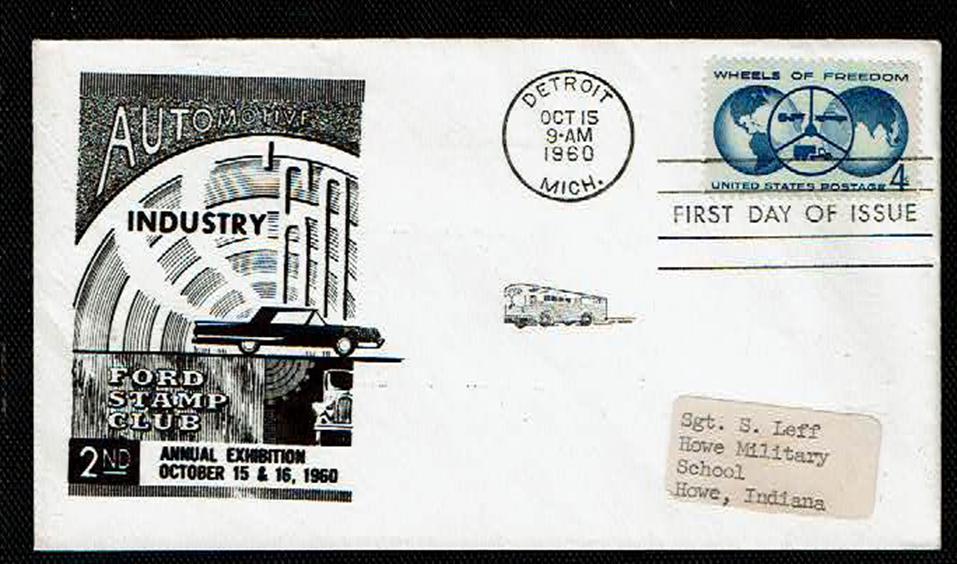 AUTOMOTIVE
INDUSTRY
FORD
STAMP
CLUB
2ND
ANNUAL EXHIBITION
OCTOBER 15 & 16, 1960
DETROIT
OCT 15
9-AM
1960
MICH.
WHEELS OF FREEDOM
UNITED STATES POSTAGE 4
FIRST DAY OF ISSUE
Sgt. S. Leff
Howe Military
School
Howe, Indiana